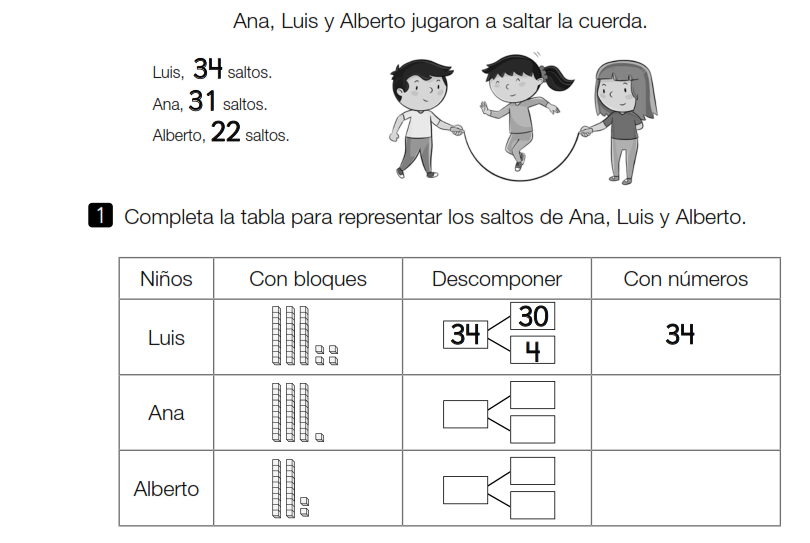 Ana, Luis y Alberto jugaron a saltar la cuerda.
Luis, 34 saltos.
Ana, 31 saltos.
Alberto, 22 saltos.
1 Completa la tabla para representar los saltos de Ana, Luis y Alberto.
Niños Con bloques Descomponer Con números
Luis 34 30 4 34
Ana
Alberto